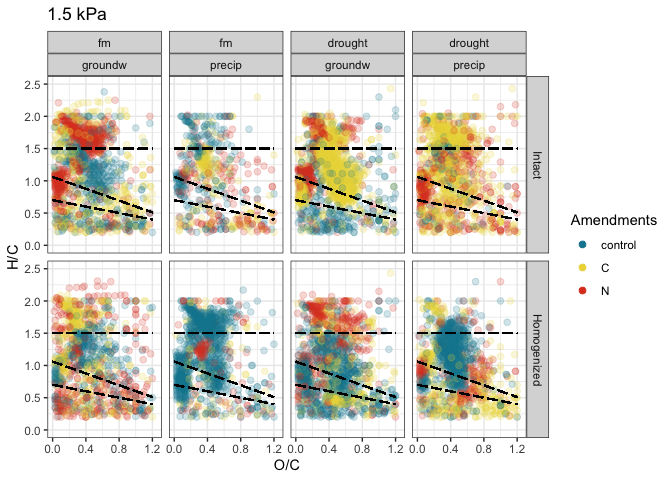 1.5 kPa
fm fm drought drought
groundw precip groundw precip
2.5
2.0
1.5
1.0
0.5
0.0
Intact
2.5
2.0
1.5
1.0
0.5
0.0
Homogenized
H/C
0.0 0.4 0.8 1.2 0.0 0.4 0.8 1.2 0.0 0.4 0.8 1.2 0.0 0.4 0.8 1.2
O/C
Amendments
control
C
N